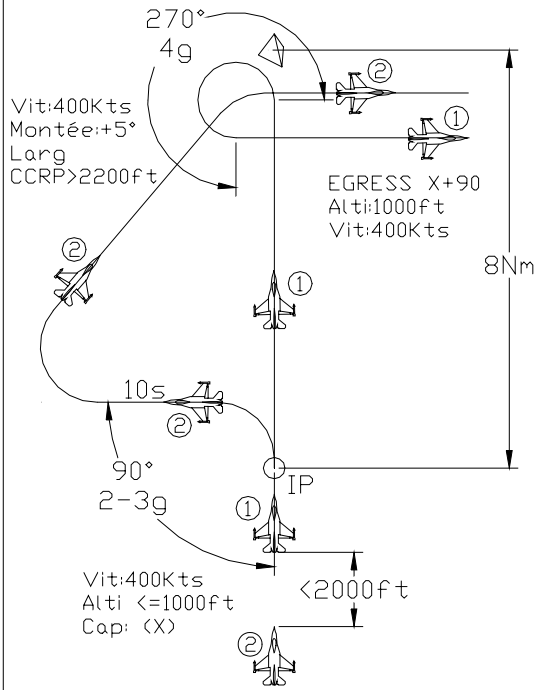 270°
4g
②
Vit:400Kts
Montée:+5°
Larg
CCRP>2200ft
①
EGRESS X+90
Alti:1000ft
Vit:400Kts
②
8Nm
①
10s
②
90°
2-3g
IP
①
Vit:400Kts
Alti <=1000ft
Cap: (X)
<2000ft
②